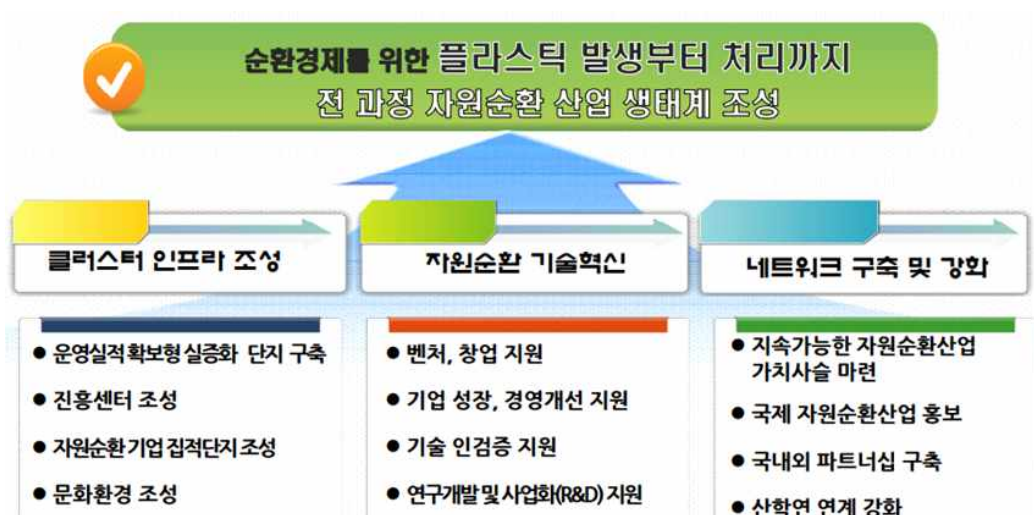 순환경제를 위한 플라스틱 발생부터 처리까지
전 과정 자원순환 산업 생태계 조성
클러스터 인프라 조성
자원순환 기술혁신
네트워크 구축 및 강화
● 운영실적확보형 실증화 단지 구축
● 진흥센터 조성
● 자원순환 기업 집적단지 조성
● 문화환경 조성
● 벤처, 창업 지원
● 기업 성장, 경영개선 지원
● 기술 인검증 지원
● 연구개발 및 사업화(R&D) 지원
● 지속가능한 자원순환산업
가치사슬 마련
● 국제 자원순환산업 홍보
● 국내외 파트너십 구축
● 산학연 연계 강화